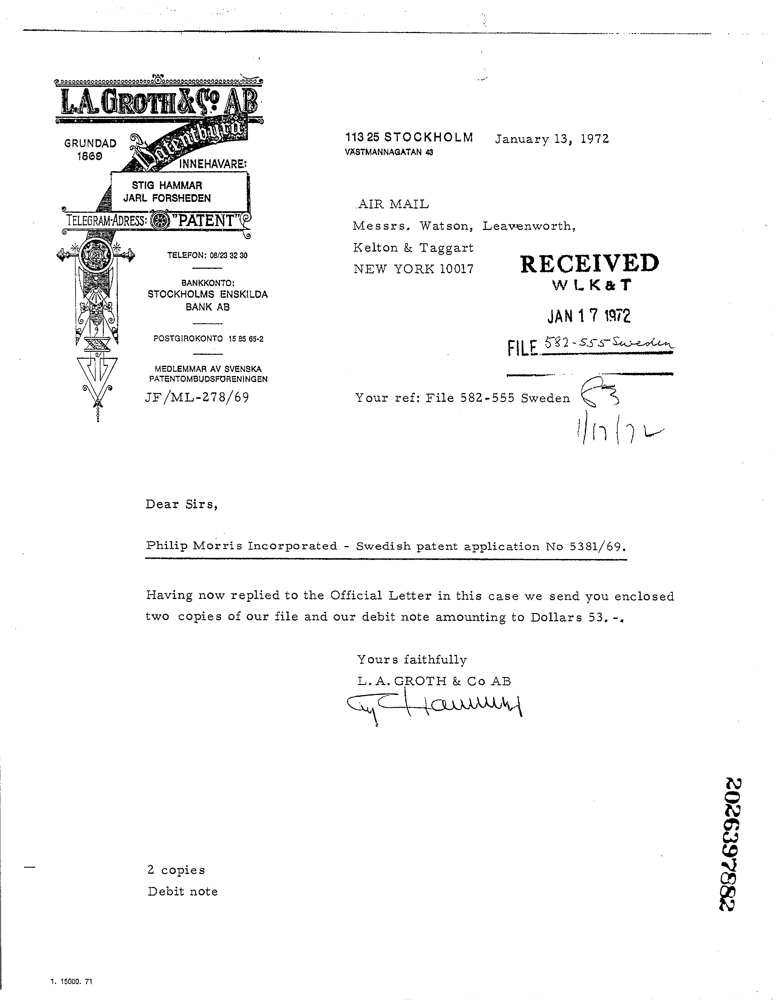 L.A. GROTH & Co AB
Patentbyrå
GRUNDAD
1869
INNEHAVARE:
STIG HAMMAR
JARL FORSHEDEN
TELEGRAM-ADRESS: "PATENT"
TELEFON: 08/23 32 30
BANKKONTO:
STOCKHOLMS ENSKILDA
BANK AB
POSTGIROKONTO 15 85 65-2
MEDLEMMAR AV SVENSKA
PATENTOMBUDSFÖRENINGEN
JF/ML-278/69
113 25 STOCKHOLM January 13, 1972
VÄSTMANNAGATAN 43
AIR MAIL
Messrs. Watson, Leavenworth,
Kelton & Taggart
NEW YORK 10017
RECEIVED
WLK&T
JAN 17 1972
FILE 582-555 Sweden
Your ref: File 582-555 Sweden
1/17/72
Dear Sirs,
Philip Morris Incorporated - Swedish patent application No 5381/69.
Having now replied to the Official Letter in this case we send you enclosed
two copies of our file and our debit note amounting to Dollars 53. -.
Yours faithfully
L.A. GROTH & Co AB
2 copies
Debit note
2026397882
1. 15000. 71